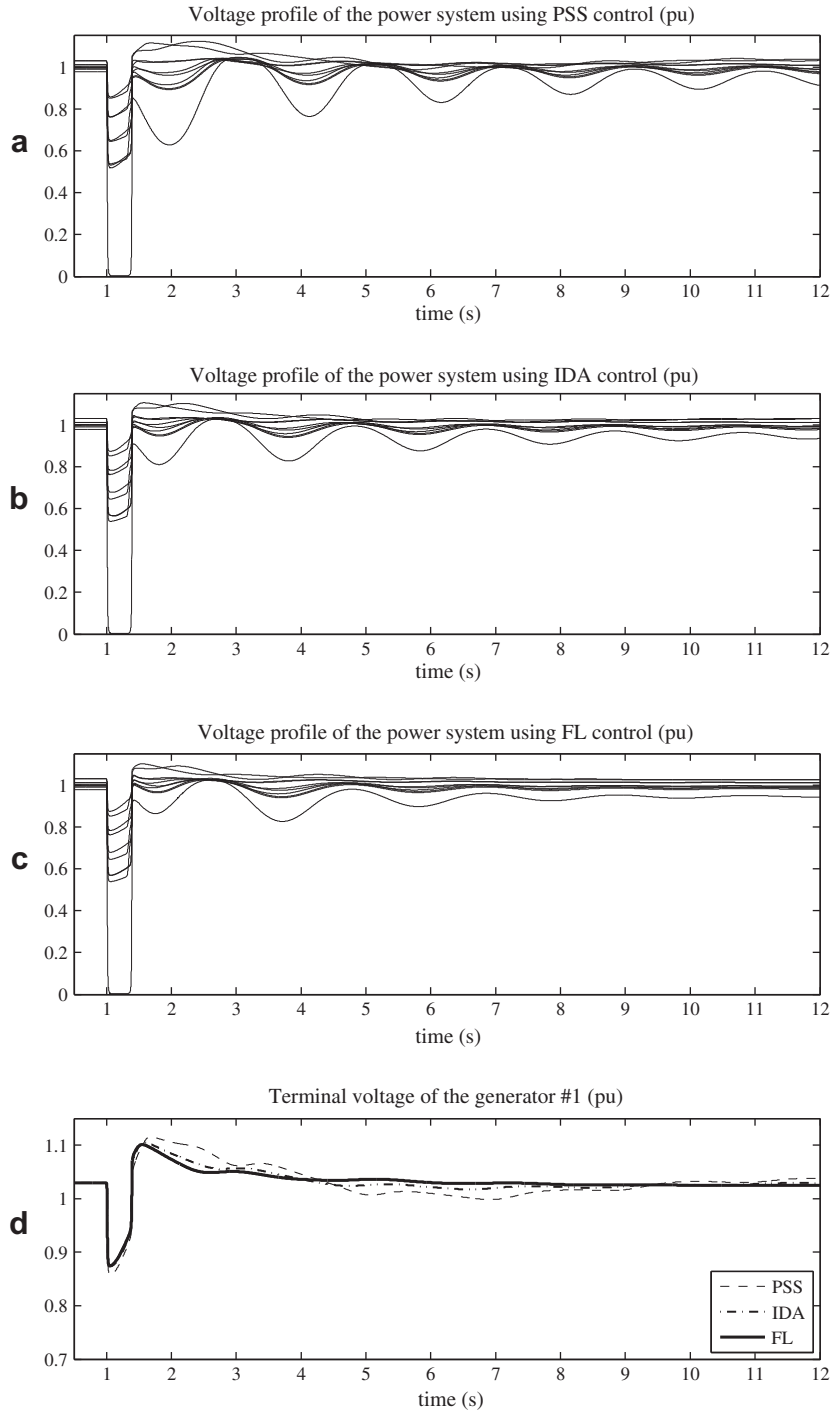 Voltage profile of the power system using PSS control (pu)
1
0.8
a
0.6
0.4
0.2
0
1 2 3 4 5 6 7 8 9 10 11 12
time (s)
Voltage profile of the power system using IDA control (pu)
1
0.8
b
0.6
0.4
0.2
0
1 2 3 4 5 6 7 8 9 10 11 12
time (s)
Voltage profile of the power system using FL control (pu)
1
0.8
c
0.6
0.4
0.2
0
1 2 3 4 5 6 7 8 9 10 11 12
time (s)
Terminal voltage of the generator #1 (pu)
1.1
1
d
0.9
0.8
0.7
PSS
IDA
FL
1 2 3 4 5 6 7 8 9 10 11 12
time (s)